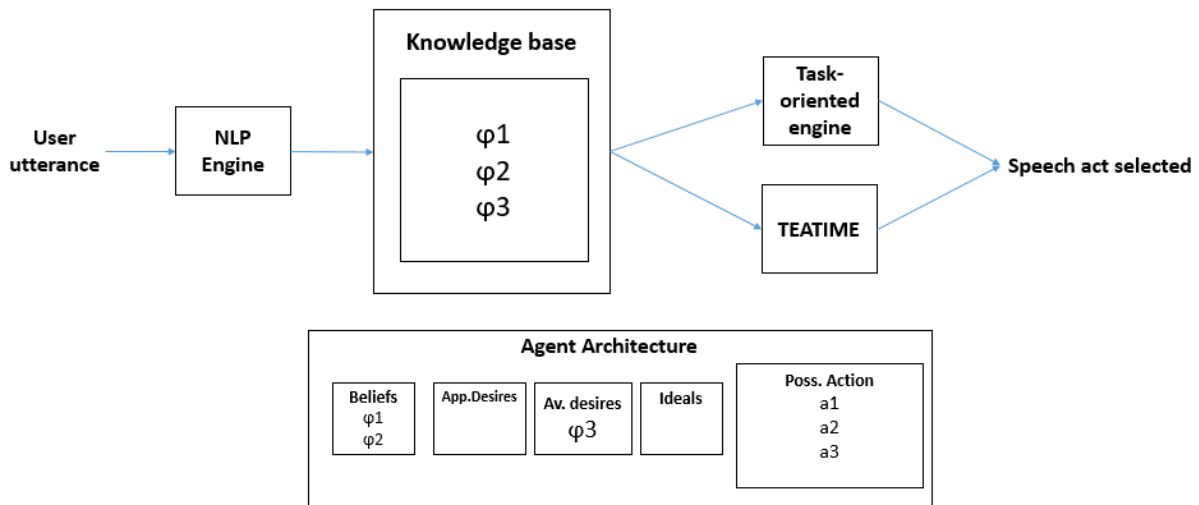 Knowledge base
φ1
φ2
φ3
User
utterance
NLP
Engine
Task-
oriented
engine
TEATIME
Speech act selected
Agent Architecture
Beliefs
φ1
φ2
App.Desires
Av. desires
φ3
Ideals
Poss. Action
a1
a2
a3